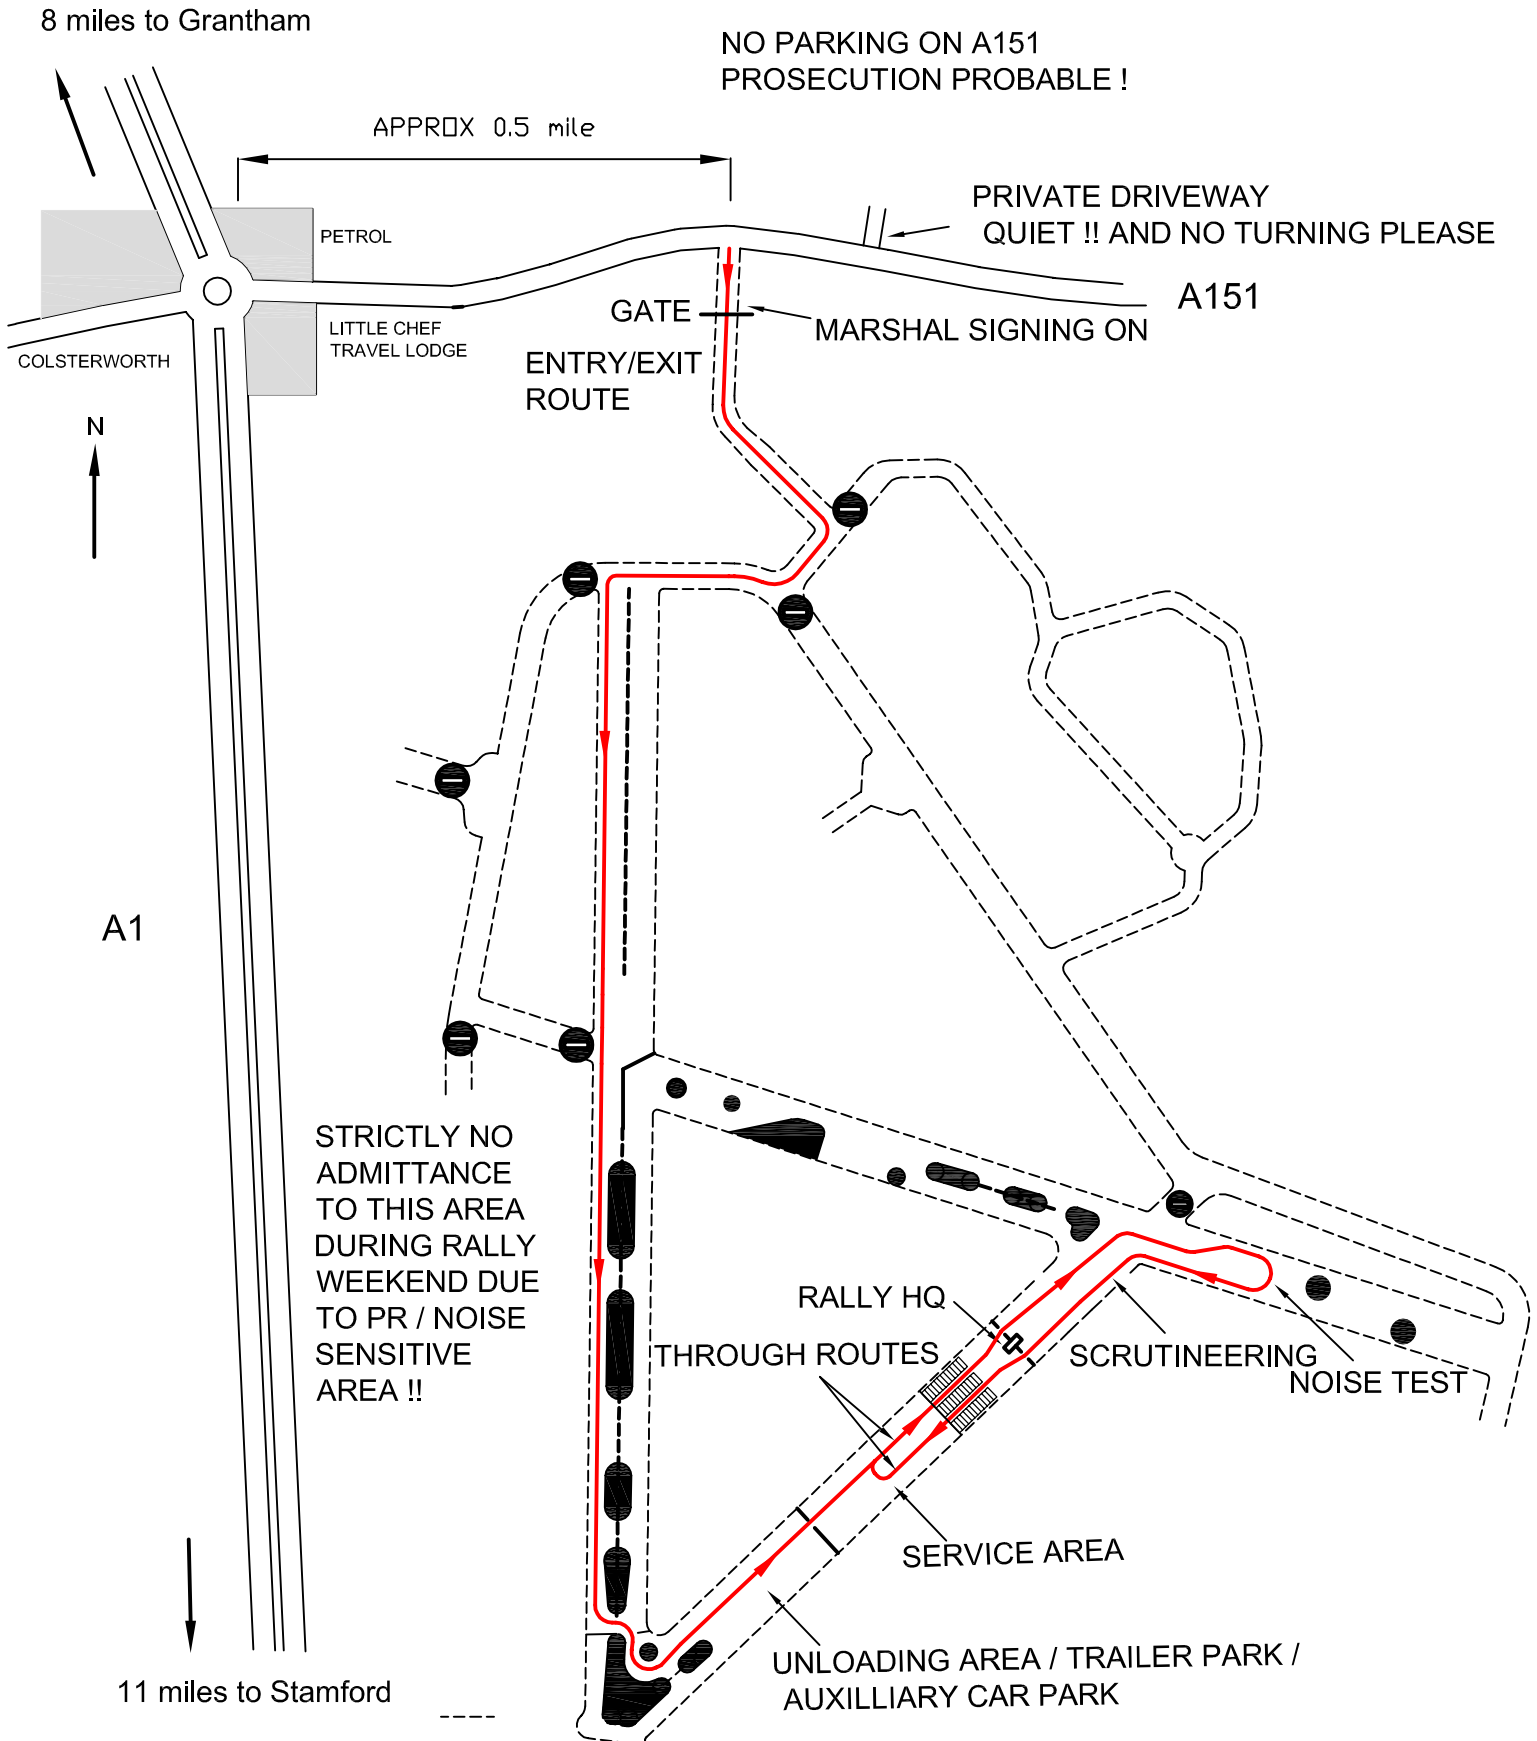 8 miles to Grantham
NO PARKING ON A151
PROSECUTION PROBABLE !
APPROX 0.5 mile
PRIVATE DRIVEWAY
QUIET !! AND NO TURNING PLEASE
PETROL
A151
GATE
MARSHAL SIGNING ON
LITTLE CHEF
TRAVEL LODGE
COLSTERWORTH
ENTRY/EXIT
ROUTE
N
A1
STRICTLY NO
ADMITTANCE
TO THIS AREA
DURING RALLY
WEEKEND DUE
TO PR / NOISE
SENSITIVE
AREA !!
RALLY HQ
THROUGH ROUTES
SCRUTINEERING
NOISE TEST
SERVICE AREA
UNLOADING AREA / TRAILER PARK /
AUXILLIARY CAR PARK
11 miles to Stamford